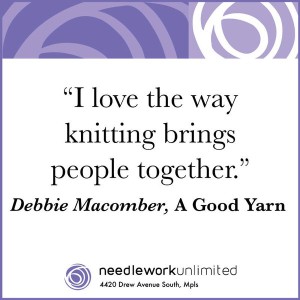 “I love the way
knitting brings
people together.”
Debbie Macomber, A Good Yarn
needleworkunlimited
4420 Drew Avenue South, Mpls